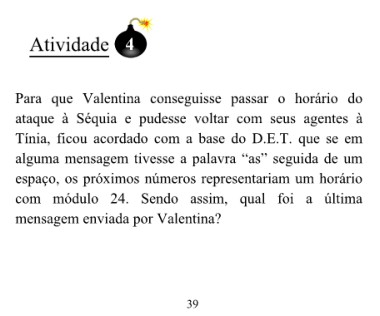 Atividade 4
Para que Valentina conseguisse passar o horário do
ataque à Séquia e pudesse voltar com seus agentes à
Tínia, ficou acordado com a base do D.E.T. que se em
alguma mensagem tivesse a palavra “as” seguida de um
espaço, os próximos números representariam um horário
com módulo 24. Sendo assim, qual foi a última
mensagem enviada por Valentina?
39